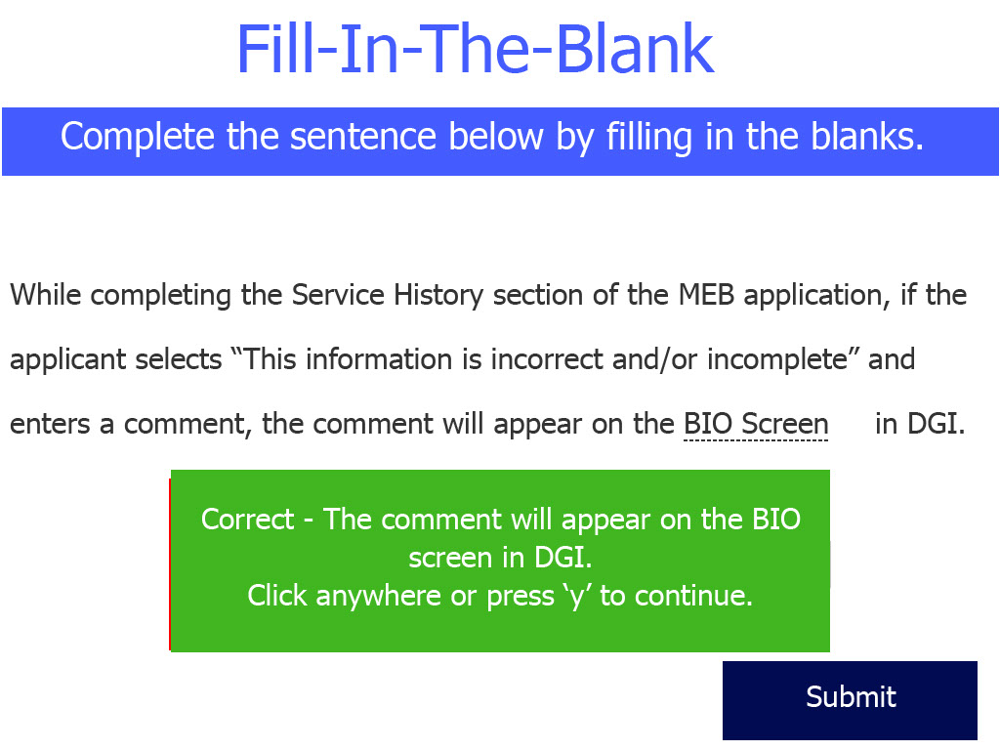 Fill-In-The-Blank
Complete the sentence below by filling in the blanks.
While completing the Service History section of the MEB application, if the
applicant selects “This information is incorrect and/or incomplete” and
enters a comment, the comment will appear on the BIO Screen in DGI.
Correct - The comment will appear on the BIO
screen in DGI.
Click anywhere or press ‘y’ to continue.
Submit